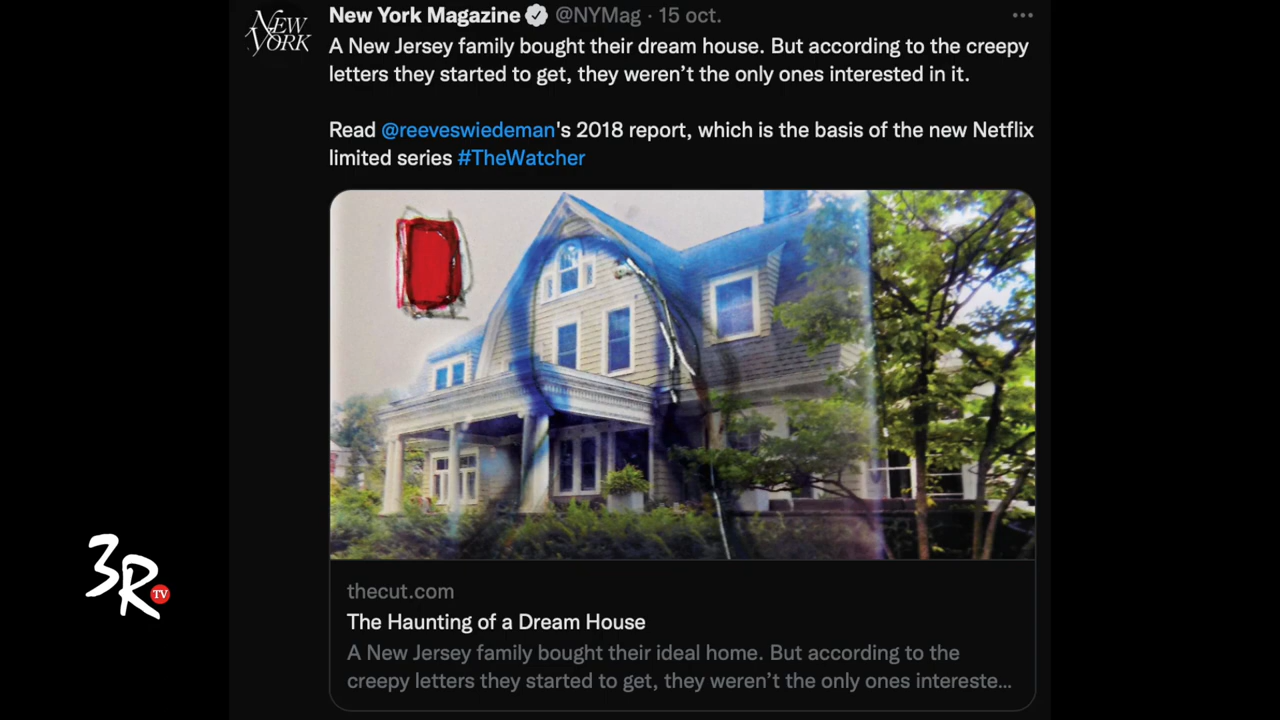 NEW
YORK
New York Magazine @NYMag · 15 oct.
A New Jersey family bought their dream house. But according to the creepy
letters they started to get, they weren’t the only ones interested in it.
Read @reeveswiedeman's 2018 report, which is the basis of the new Netflix
limited series #TheWatcher
thecut.com
The Haunting of a Dream House
A New Jersey family bought their ideal home. But according to the
creepy letters they started to get, they weren’t the only ones intereste...
3R
TV